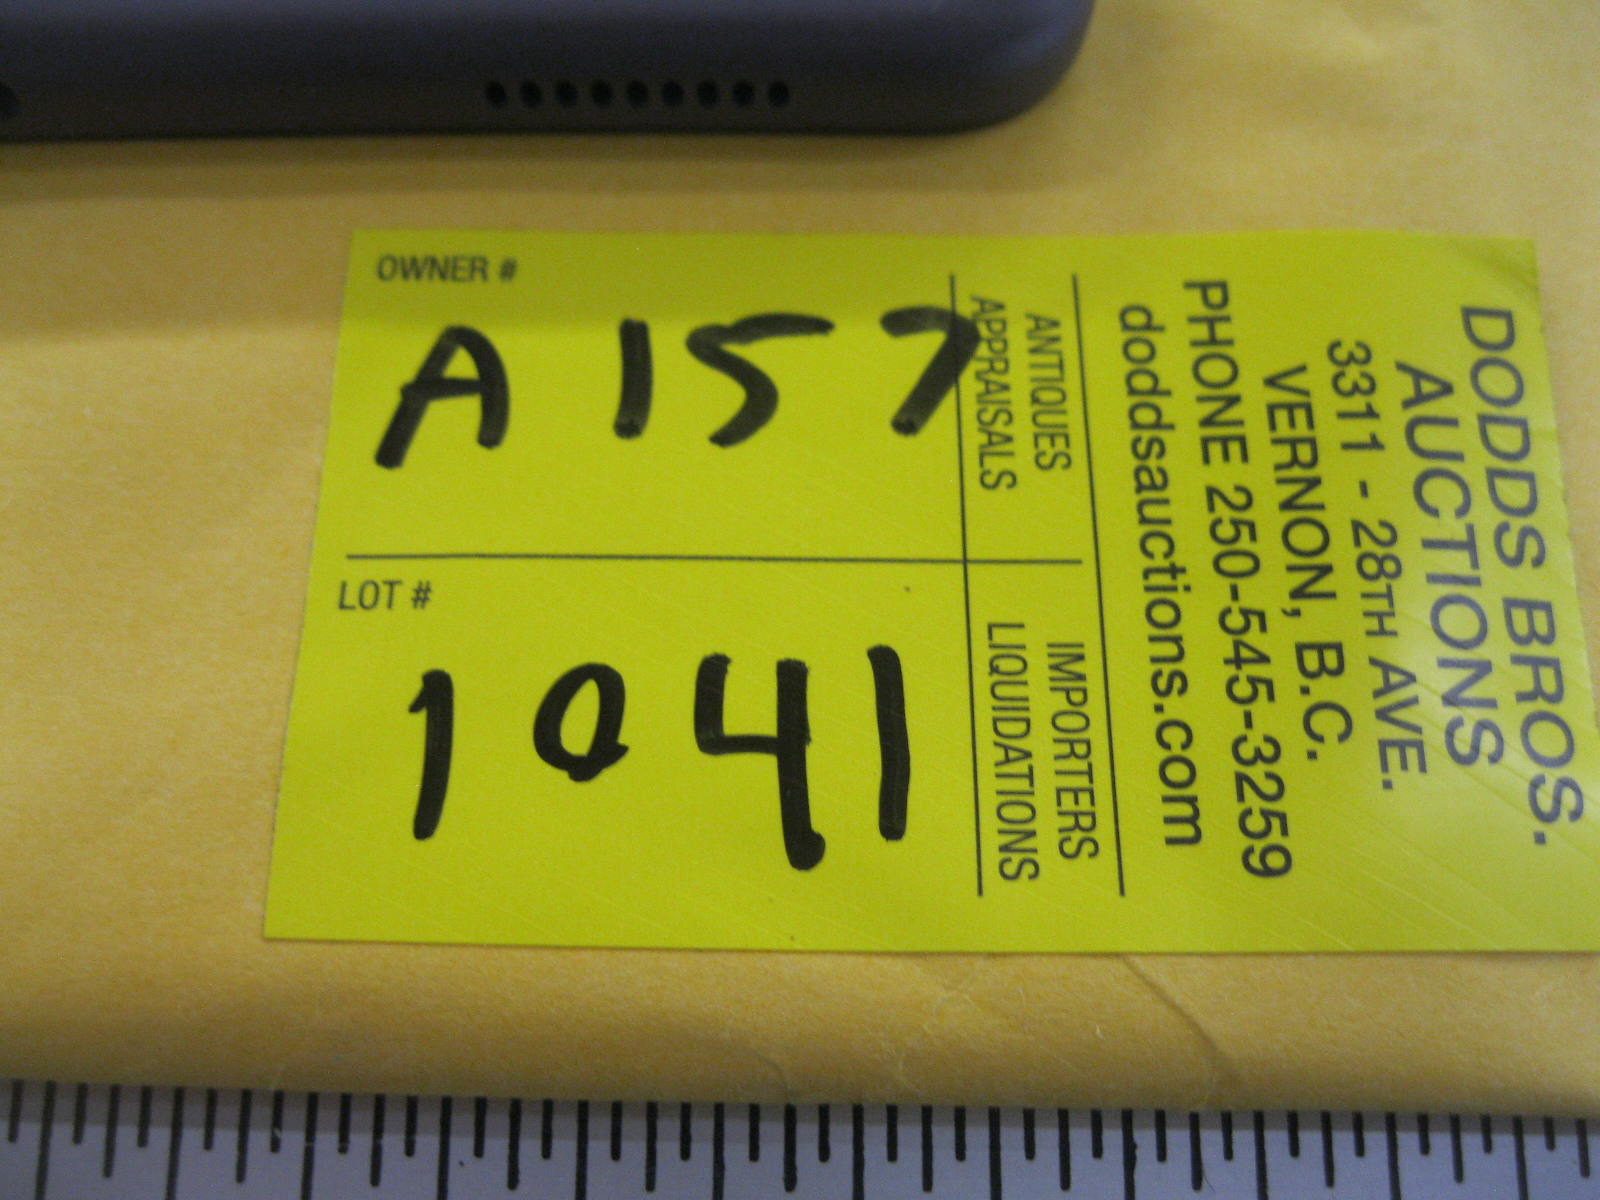 OWNER #
A 157
LOT #
1041
ANTIQUES
APPRAISALS
IMPORTERS
LIQUIDATIONS
DODDS BROS.
AUCTIONS
3311 - 28TH AVE.
VERNON, B.C.
PHONE 250-545-3259
doddsauctions.com